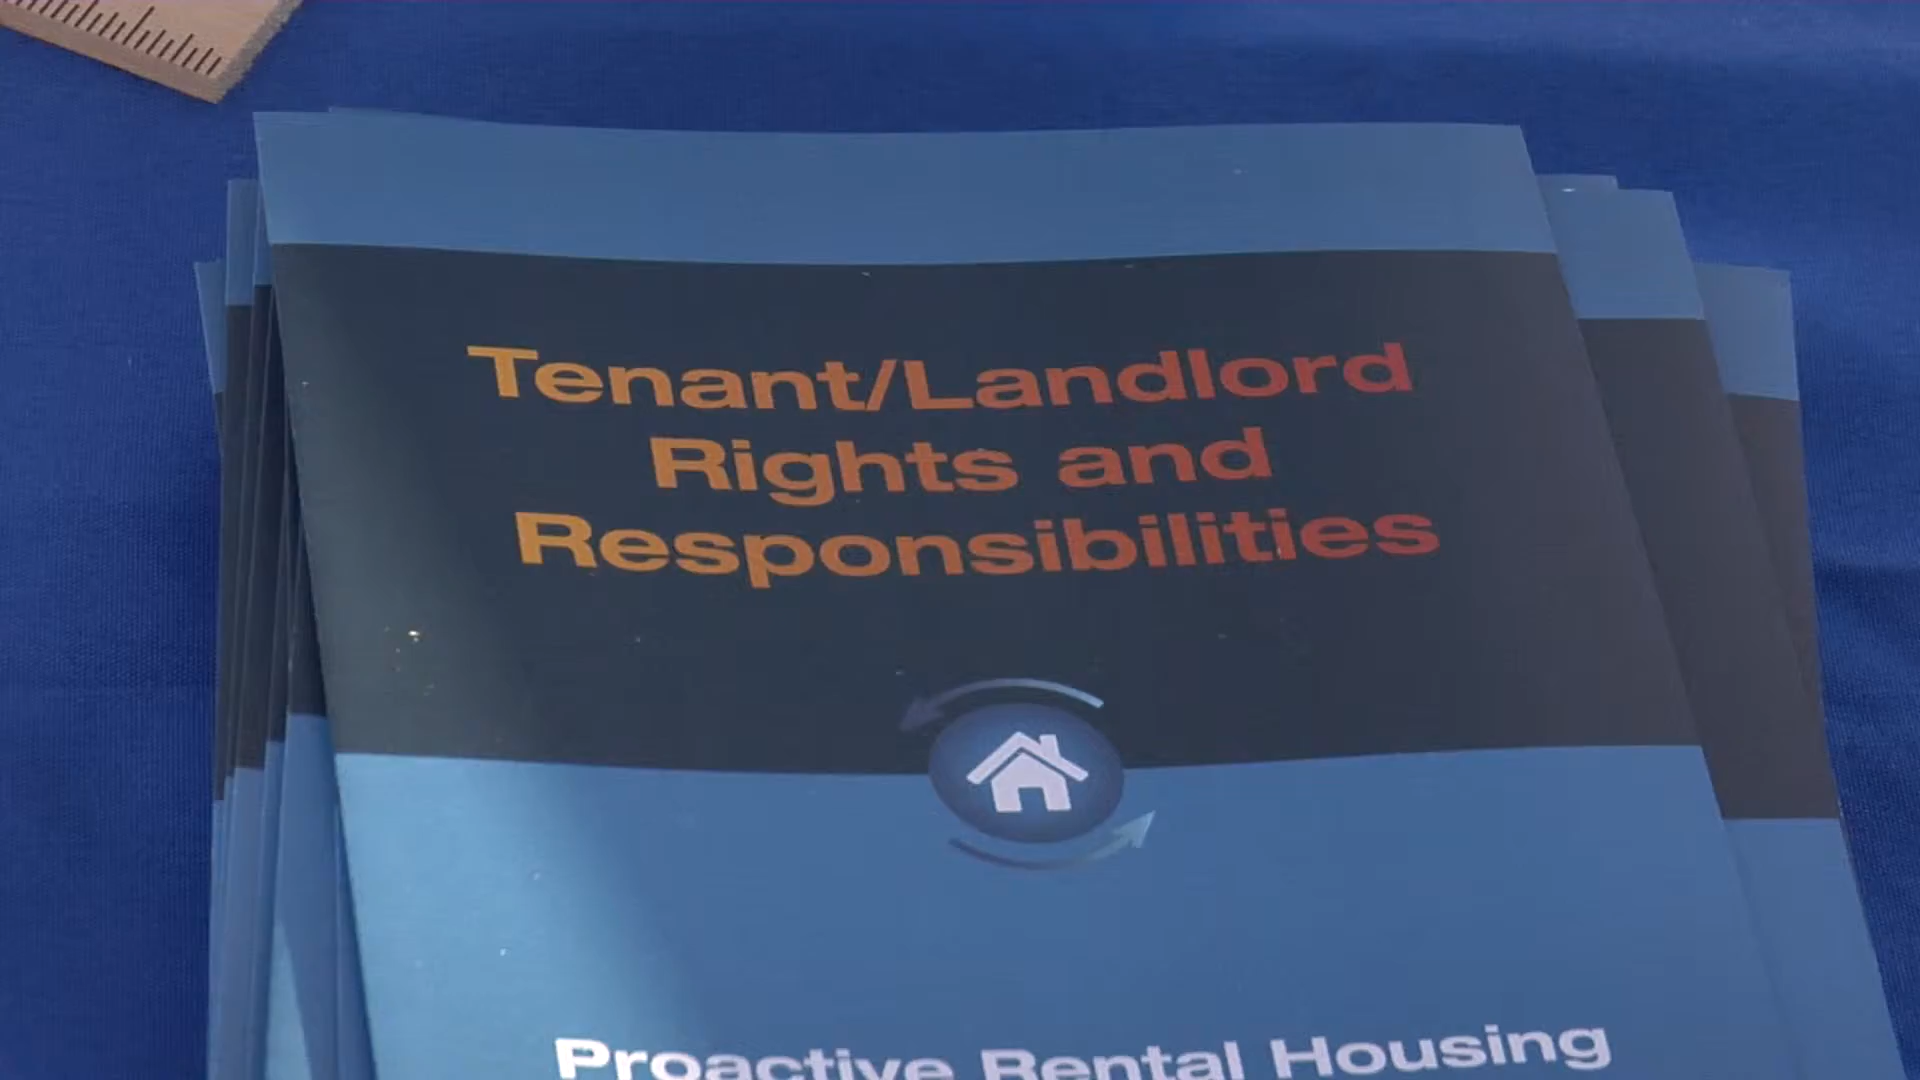 Tenant/Landlord
Rights and
Responsibilities
Proactive Rental Housing